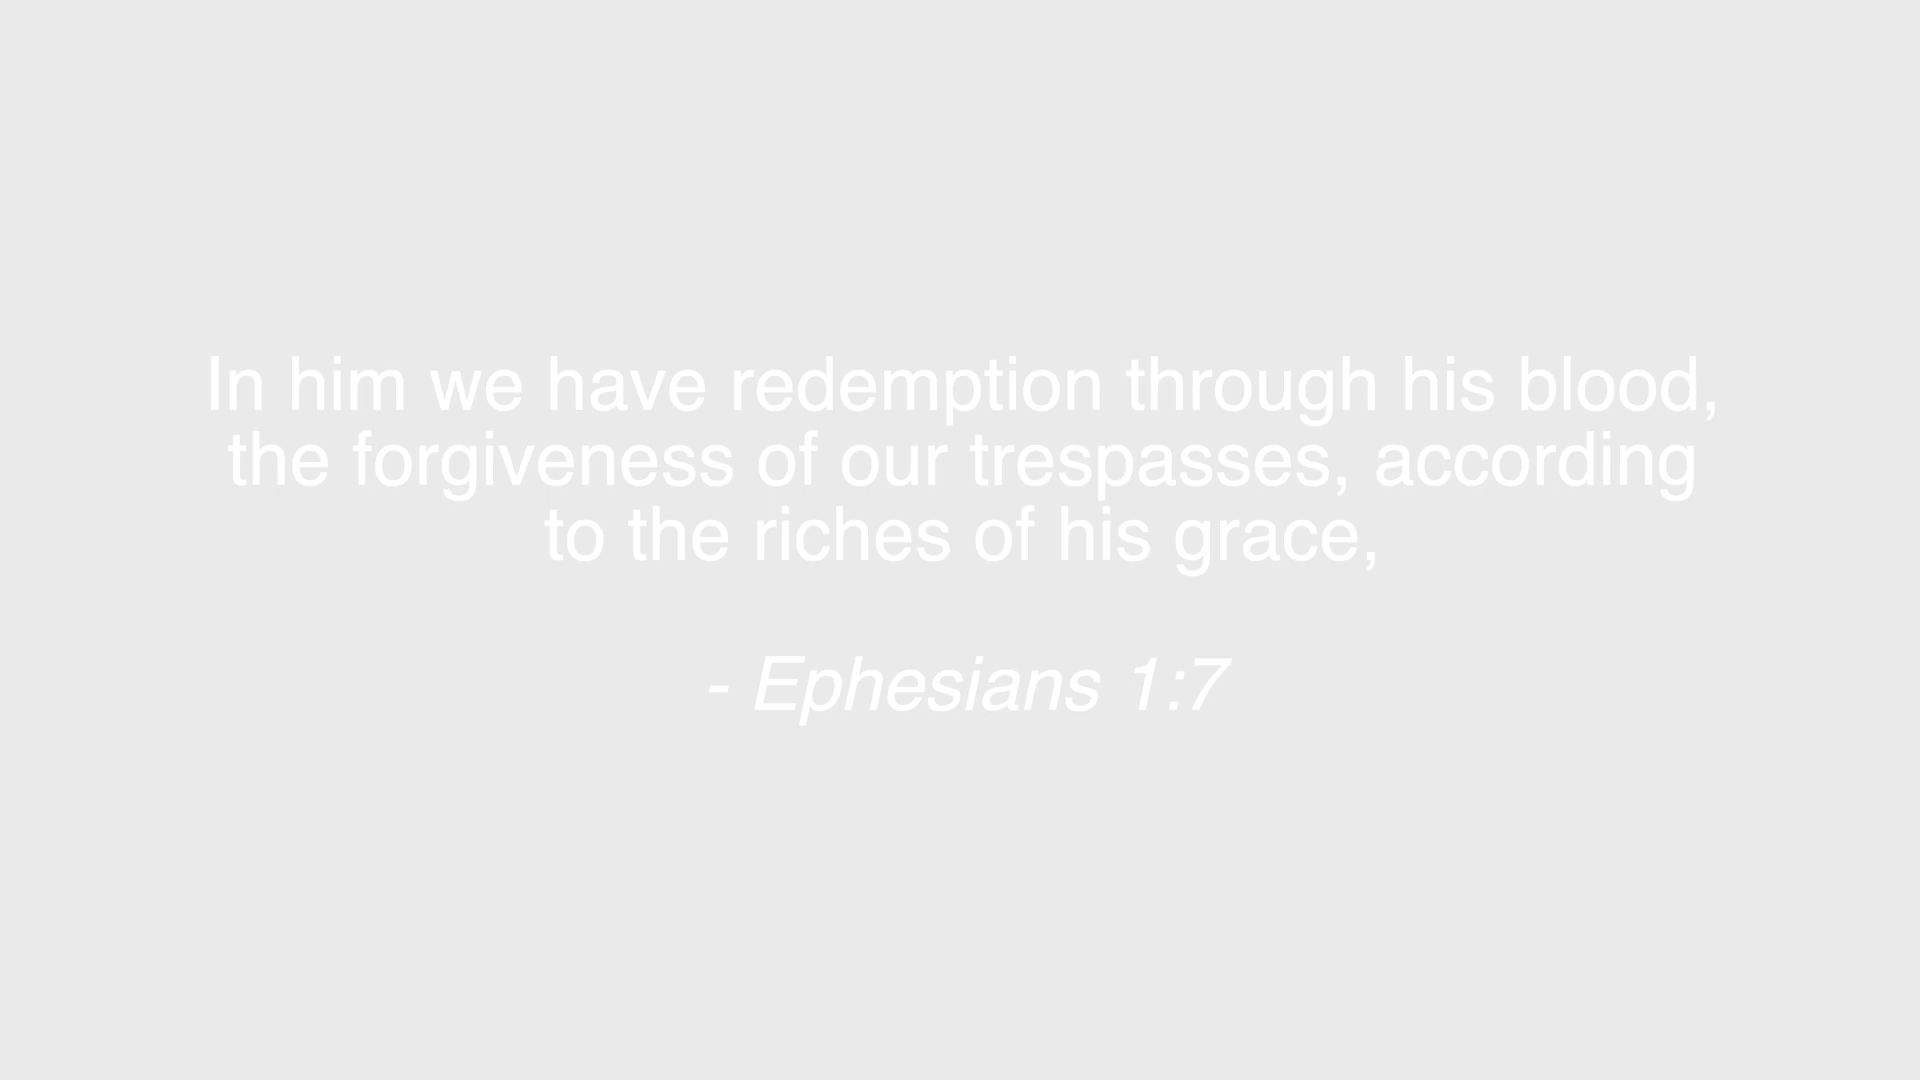 In him we have redemption through his blood,
the forgiveness of our trespasses, according
to the riches of his grace,
- Ephesians 1:7